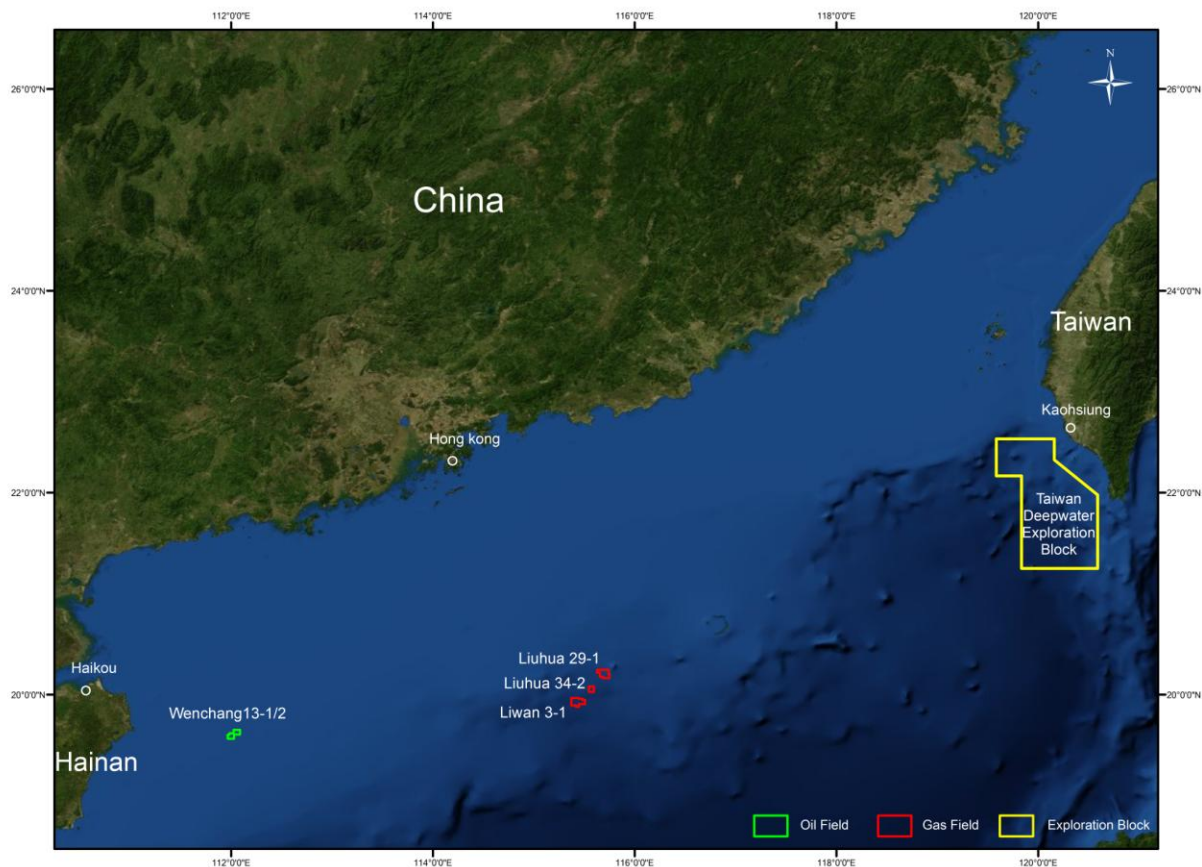 112°0'0"E
114°0'0"E
116°0'0"E
118°0'0"E
120°0'0"E
N
26°0'0"N
26°0'0"N
China
24°0'0"N
24°0'0"N
Taiwan
Kaohsiung
Hong kong
22°0'0"N
22°0'0"N
Taiwan
Deepwater
Exploration
Block
Liuhua 29-1
Haikou
Liuhua 34-2
20°0'0"N
20°0'0"N
Wenchang13-1/2
Liwan 3-1
Hainan
Oil Field
Gas Field
Exploration Block
112°0'0"E
114°0'0"E
116°0'0"E
118°0'0"E
120°0'0"E